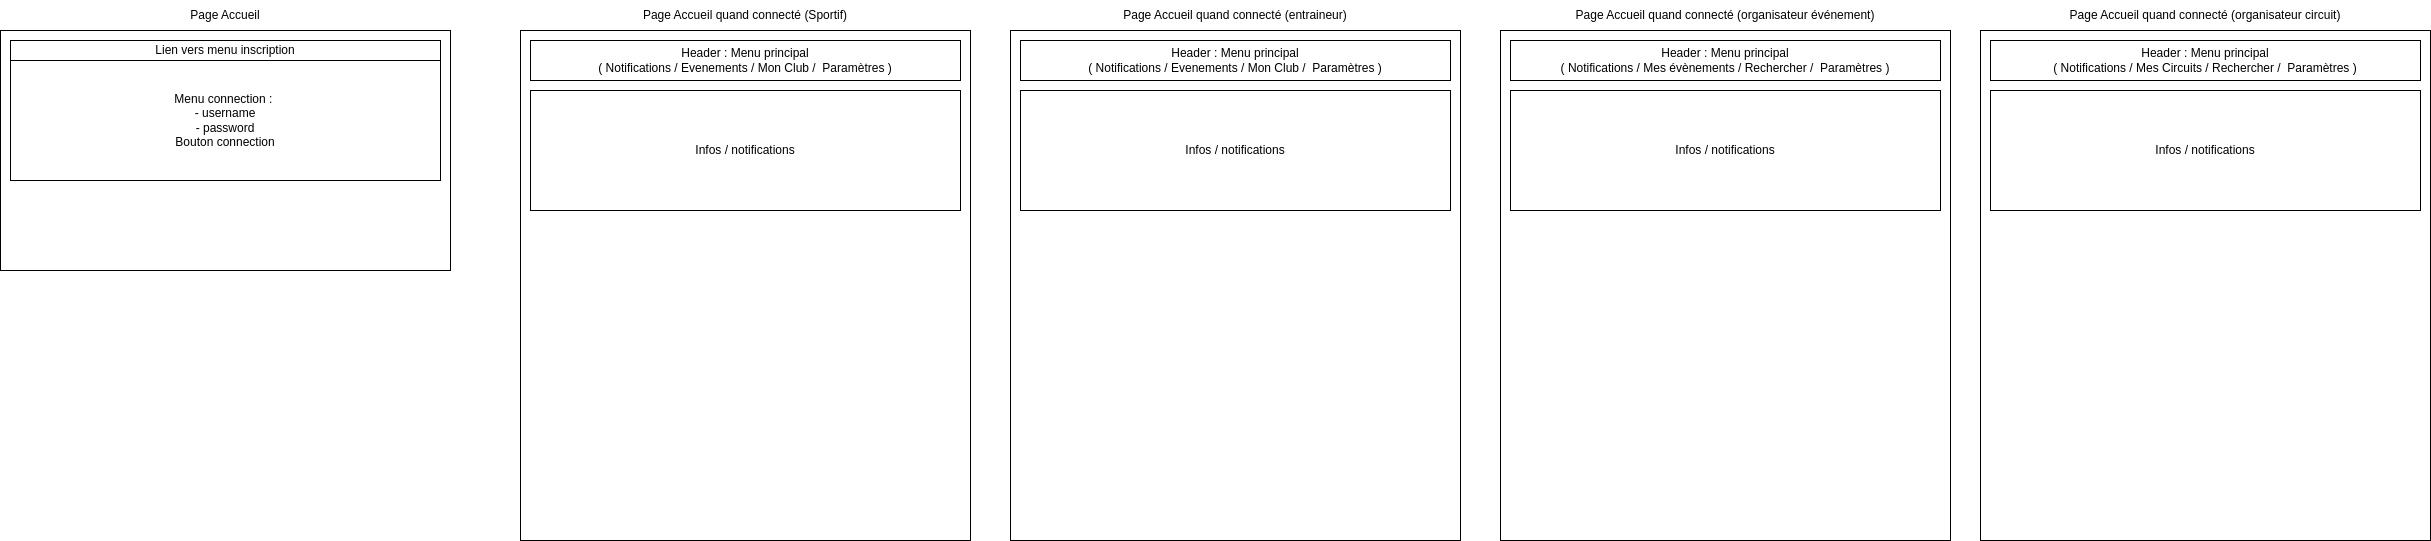 Page Accueil
Lien vers menu inscription
Menu connection :
- username
- password
Bouton connection
Page Accueil quand connecté (Sportif)
Header : Menu principal
( Notifications / Evenements / Mon Club /  Paramètres )
Infos / notifications
Page Accueil quand connecté (entraineur)
Header : Menu principal
( Notifications / Evenements / Mon Club /  Paramètres )
Infos / notifications
Page Accueil quand connecté (organisateur événement)
Header : Menu principal
( Notifications / Mes évènements / Rechercher /  Paramètres )
Infos / notifications
Page Accueil quand connecté (organisateur circuit)
Header : Menu principal
( Notifications / Mes Circuits / Rechercher /  Paramètres )
Infos / notifications